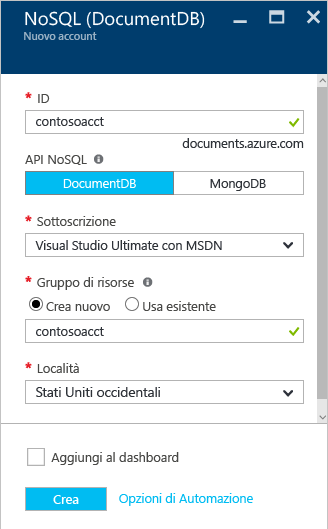 NoSQL (DocumentDB)
Nuovo account
* ID
contosoacct
documents.azure.com
API NoSQL
DocumentDB MongoDB
* Sottoscrizione
Visual Studio Ultimate con MSDN
* Gruppo di risorse
Crea nuovo Usa esistente
contosoacct
* Località
Stati Uniti occidentali
Aggiungi al dashboard
Crea Opzioni di Automazione